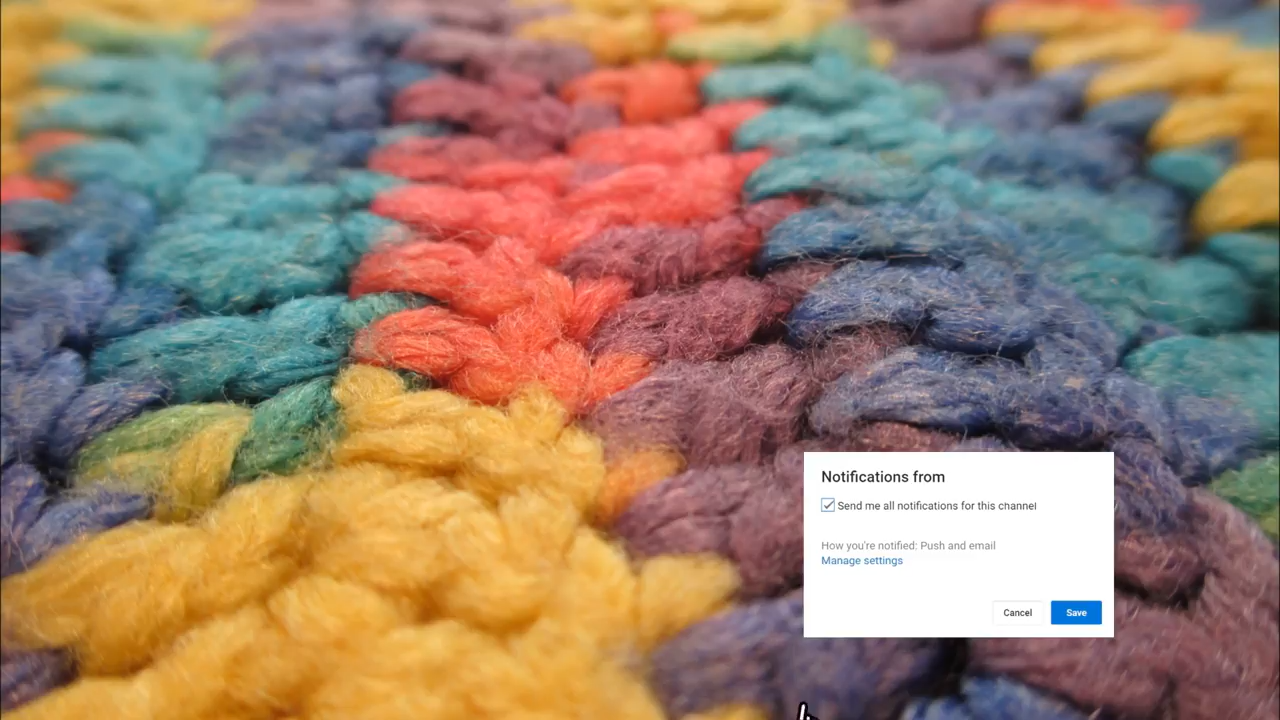 Notifications from
Send me all notifications for this channel
How you're notified: Push and email
Manage settings
Cancel
Save